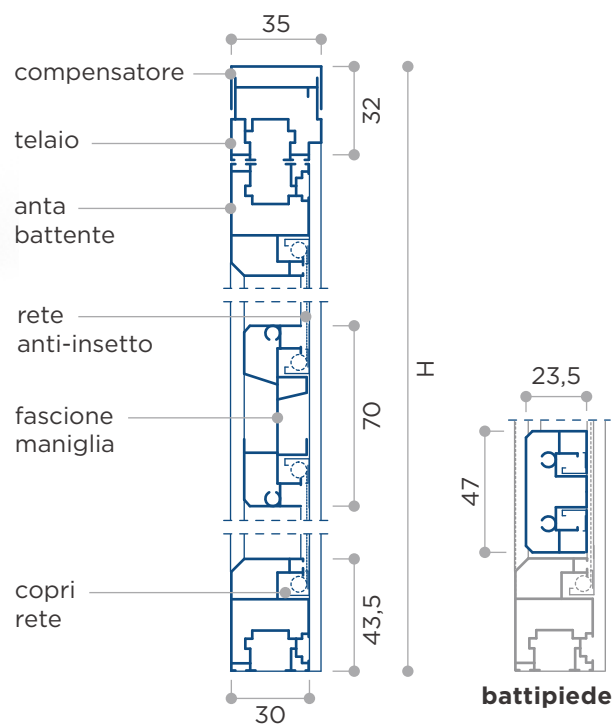 35
compensatore
32
telaio
anta
battente
rete
anti-insetto
H
70
fascione
maniglia
23,5
47
copri
rete
43,5
30
battipiede